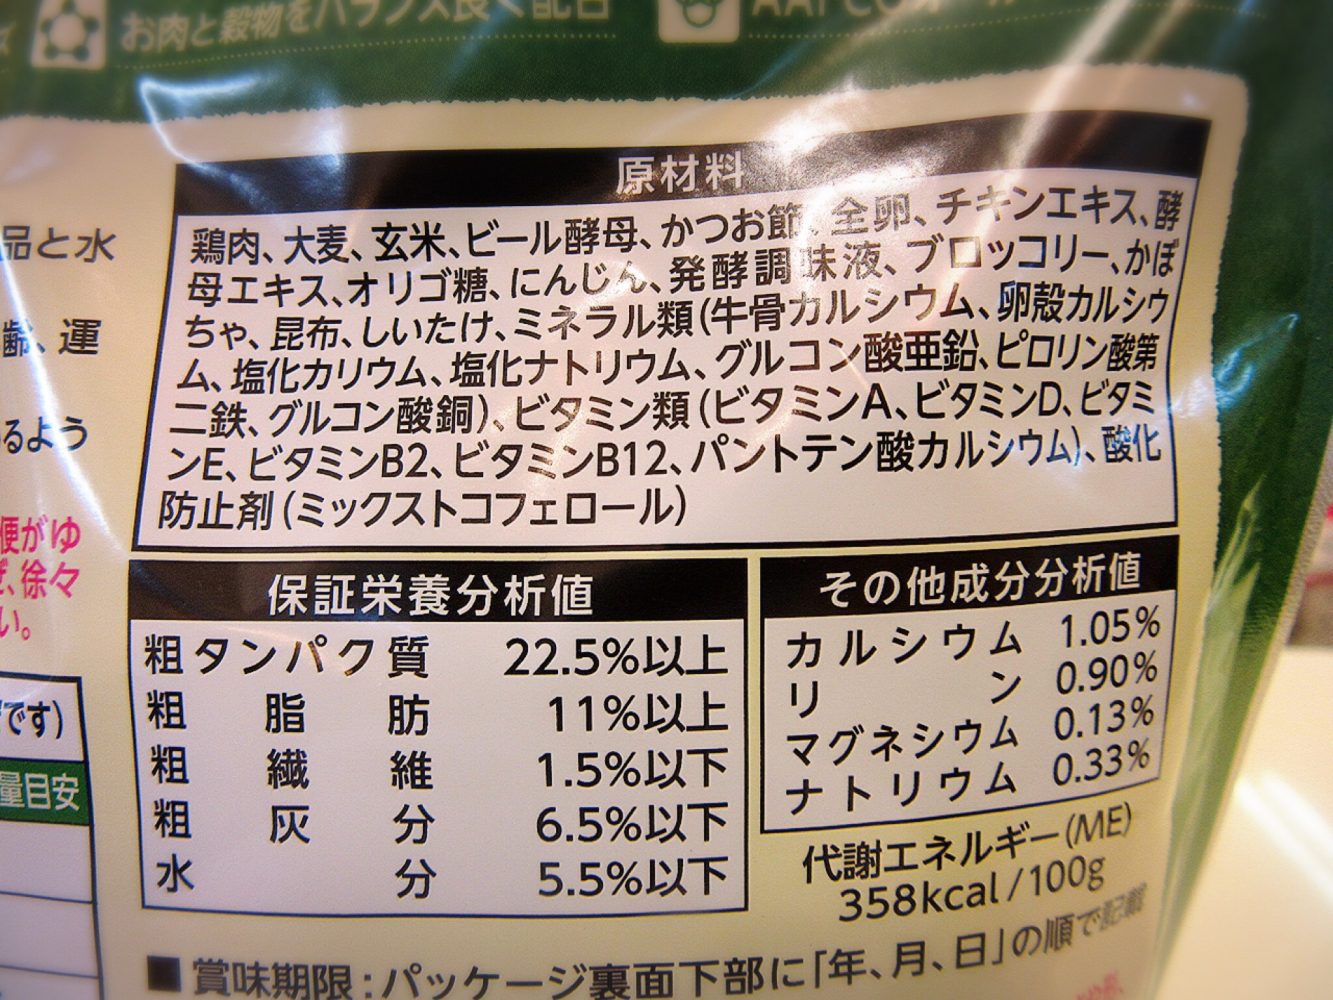 お肉と穀物をバランス良く配合
原材料
鶏肉、大麦、玄米、ビール酵母、かつお節、全卵、チキンエキス、酵
母エキス、オリゴ糖、にんじん、発酵調味液、ブロッコリー、かぼ
ちゃ、昆布、しいたけ、ミネラル類(牛骨カルシウム、卵殻カルシウ
ム、塩化カリウム、塩化ナトリウム、グルコン酸亜鉛、ピロリン酸第
二鉄、グルコン酸銅)、ビタミン類(ビタミンA、ビタミンD、ビタミ
ンE、ビタミンB2、ビタミンB12、パントテン酸カルシウム)、酸化
防止剤(ミックストコフェロール)
品と水
齢、運
るよう
便がゆ
、徐々
い。
です)
量目安
保証栄養分析値
粗タンパク質 22.5%以上
粗脂肪 11%以上
粗繊維 1.5%以下
粗灰分 6.5%以下
水分 5.5%以下
その他成分分析値
カルシウム 1.05%
リン 0.90%
マグネシウム 0.13%
ナトリウム 0.33%
代謝エネルギー(ME)
358kcal/100g
■賞味期限:パッケージ裏面下部に「年、月、日」の順で記載